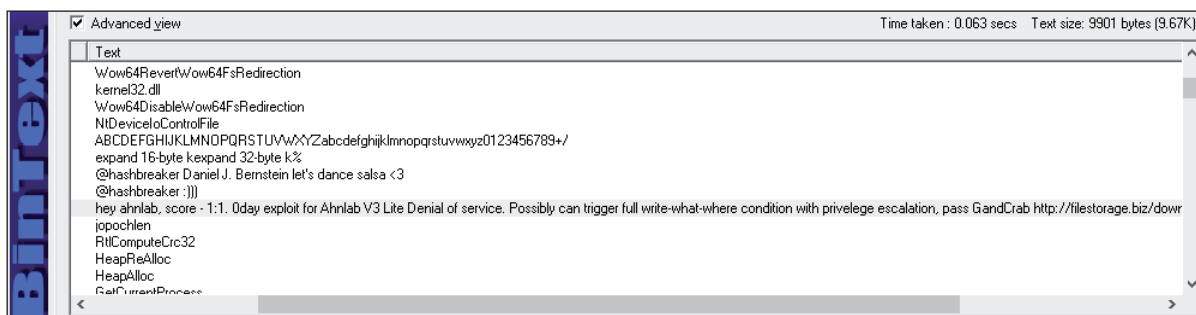 BinText
Advanced view
Time taken : 0.063 secs Text size: 9901 bytes (9.67K)
Text
Wow64RevertWow64FsRedirection
kernel32.dll
Wow64DisableWow64FsRedirection
NtDeviceIoControlFile
ABCDEFGHIJKLMNOPQRSTUVWXYZabcdefghijklmnopqrstuvwxyz0123456789+/
expand 16-byte kexpand 32-byte k%
@hashbreaker Daniel J. Bernstein let's dance salsa <3
@hashbreaker :)))
hey ahnlab, score - 1:1. 0day exploit for Ahnlab V3 Lite Denial of service. Possibly can trigger full write-what-where condition with privelege escalation, pass GandCrab http://filestorage.biz/dowr
jopochlen
RtlComputeCrc32
HeapReAlloc
HeapAlloc
GetCurrentProcess